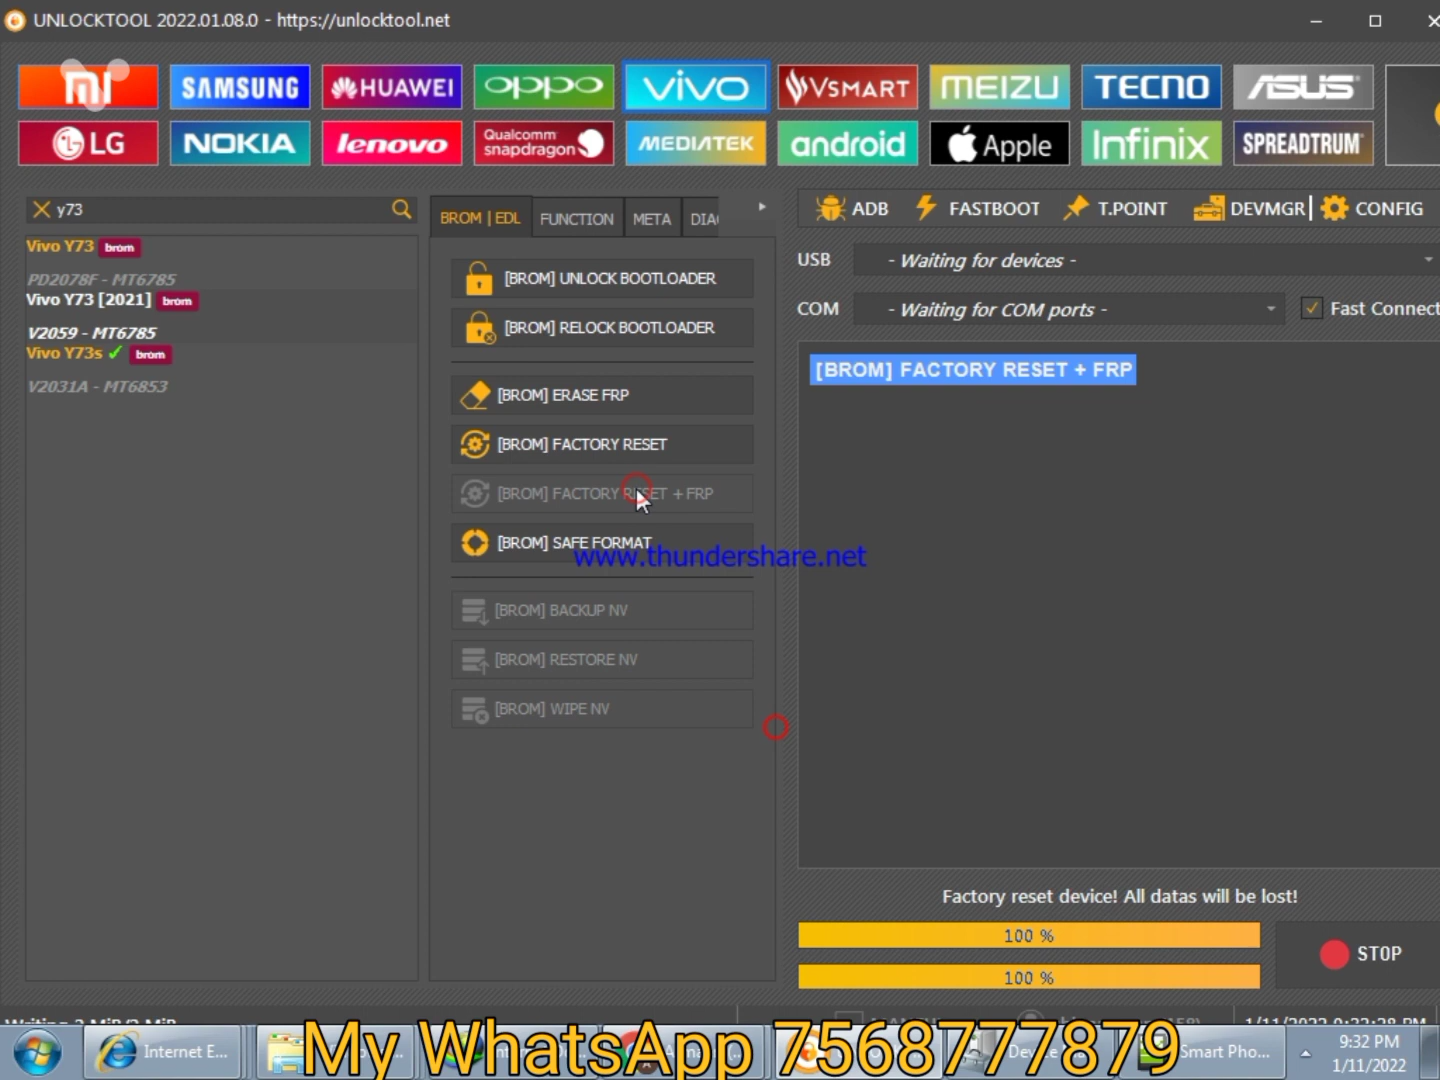 UNLOCKTOOL 2022.01.08.0 - https://unlocktool.net
mi SAMSUNG HUAWEI oppo vivo VSMART MEIZU TECNO ASUS
LG NOKIA lenovo Qualcomm snapdragon MEDIATEK android Apple Infinix SPREADTRUM
y73
BROM | EDL FUNCTION META
ADB FASTBOOT T.POINT DEVMGR CONFIG
Vivo Y73 brom
PD2078F - MT6785
Vivo Y73 [2021] brom
V2059 - MT6785
Vivo Y73s ✓ brom
V2031A - MT6853
[BROM] UNLOCK BOOTLOADER
[BROM] RELOCK BOOTLOADER
[BROM] ERASE FRP
[BROM] FACTORY RESET
[BROM] FACTORY RESET + FRP
[BROM] SAFE FORMAT
www.thundershare.net
[BROM] BACKUP NV
[BROM] RESTORE NV
[BROM] WIPE NV
USB - Waiting for devices -
COM - Waiting for COM ports - Fast Connect
[BROM] FACTORY RESET + FRP
Factory reset device! All datas will be lost!
100 %
100 %
STOP
Internet E...
My WhatsApp 7568777879
Smart Pho...
9:32 PM
1/11/2022